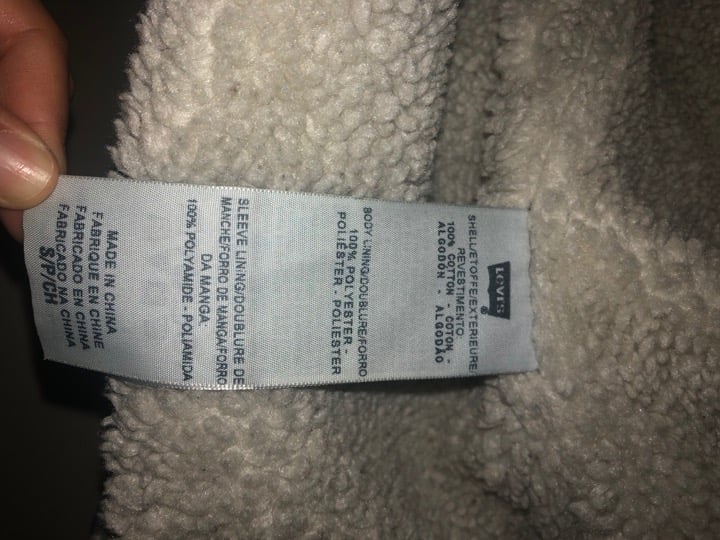 Levi's
SHELL/ETOFFE/EXTERIEURE/
REVESTIMENTO
100% COTTON - COTON -
ALGODÓN - ALGODÃO
BODY LINING/DOUBLURE/FORRO
100% POLYESTER -
POLIÉSTER - POLIESTER
SLEEVE LINING/DOUBLURE DE
MANCHE/FORRO DE MANGA/FORRO
DA MANGA:
100% POLYAMIDE - POLIAMIDA
MADE IN CHINA
FABRIQUE EN CHINE
FABRICADO EN CHINA
FABRICADO NA CHINA
S/P/CH